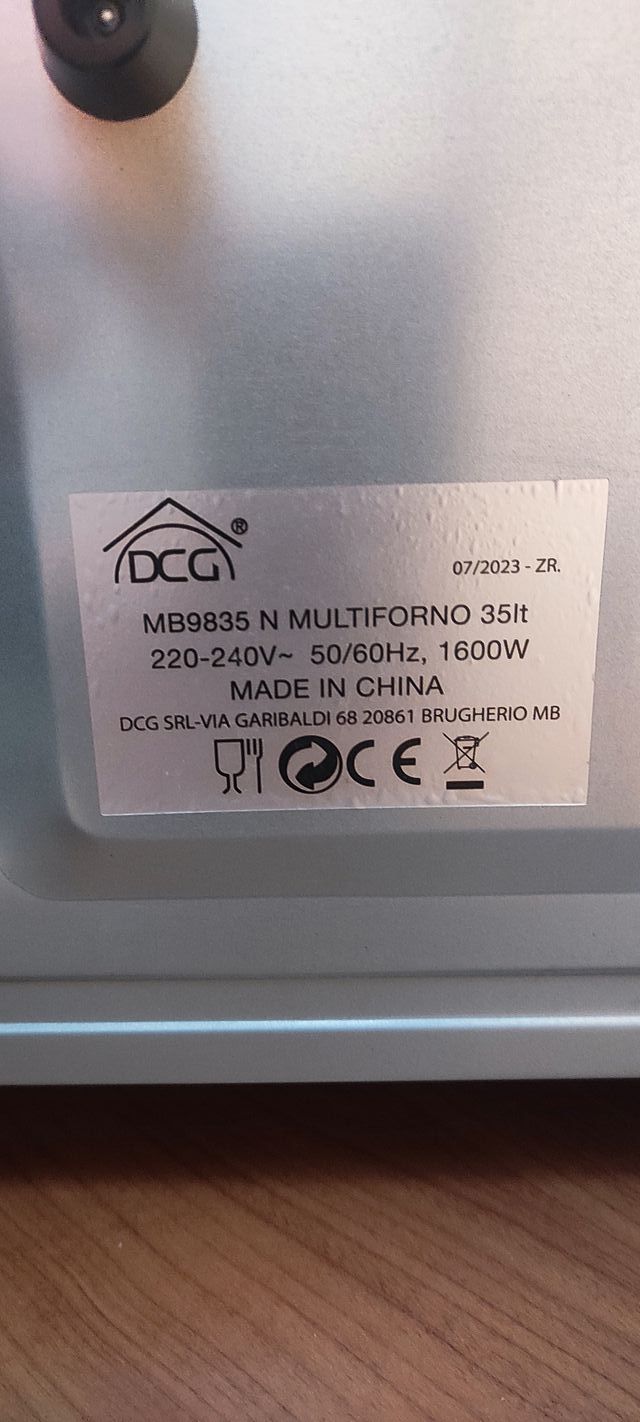 DCG®
07/2023 - ZR.
MB9835 N MULTIFORNO 35lt
220-240V~ 50/60Hz, 1600W
MADE IN CHINA
DCG SRL-VIA GARIBALDI 68 20861 BRUGHERIO MB
CE